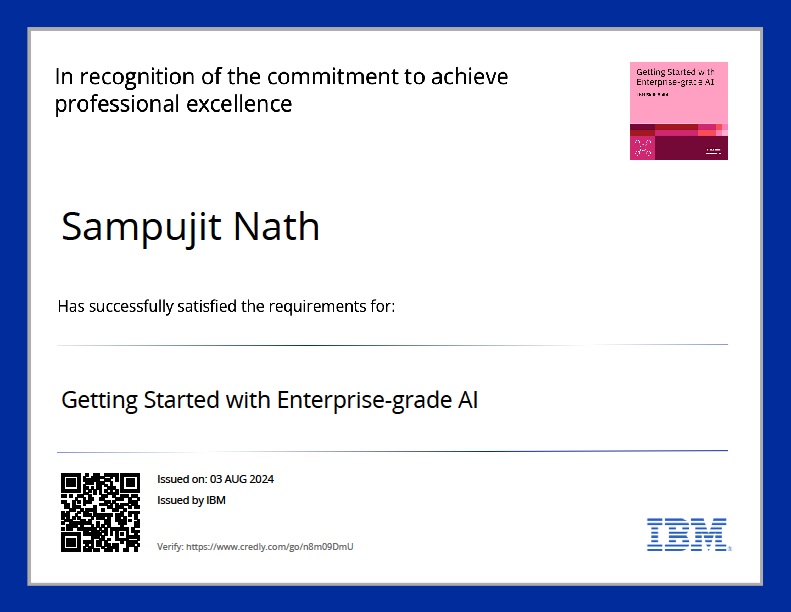 In recognition of the commitment to achieve
professional excellence
Getting Started with
Enterprise-grade AI
Sampujit Nath
Has successfully satisfied the requirements for:
Getting Started with Enterprise-grade AI
Issued on: 03 AUG 2024
Issued by IBM
Verify: https://www.credly.com/go/n8m09DmU
IBM